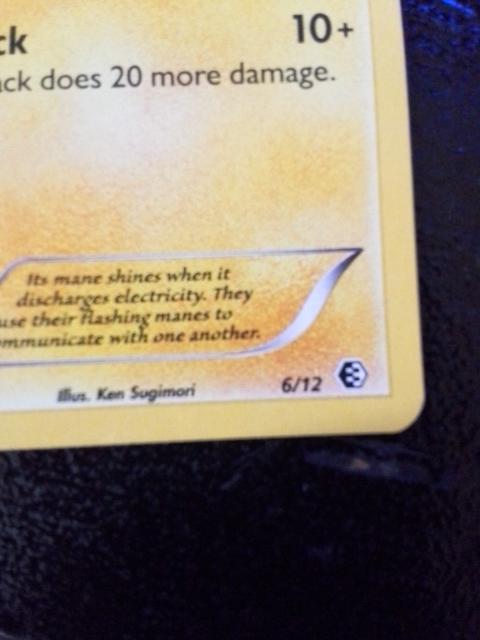 ck 10+
ack does 20 more damage.
Its mane shines when it
discharges electricity. They
use their flashing manes to
ommunicate with one another.
Illus. Ken Sugimori 6/12